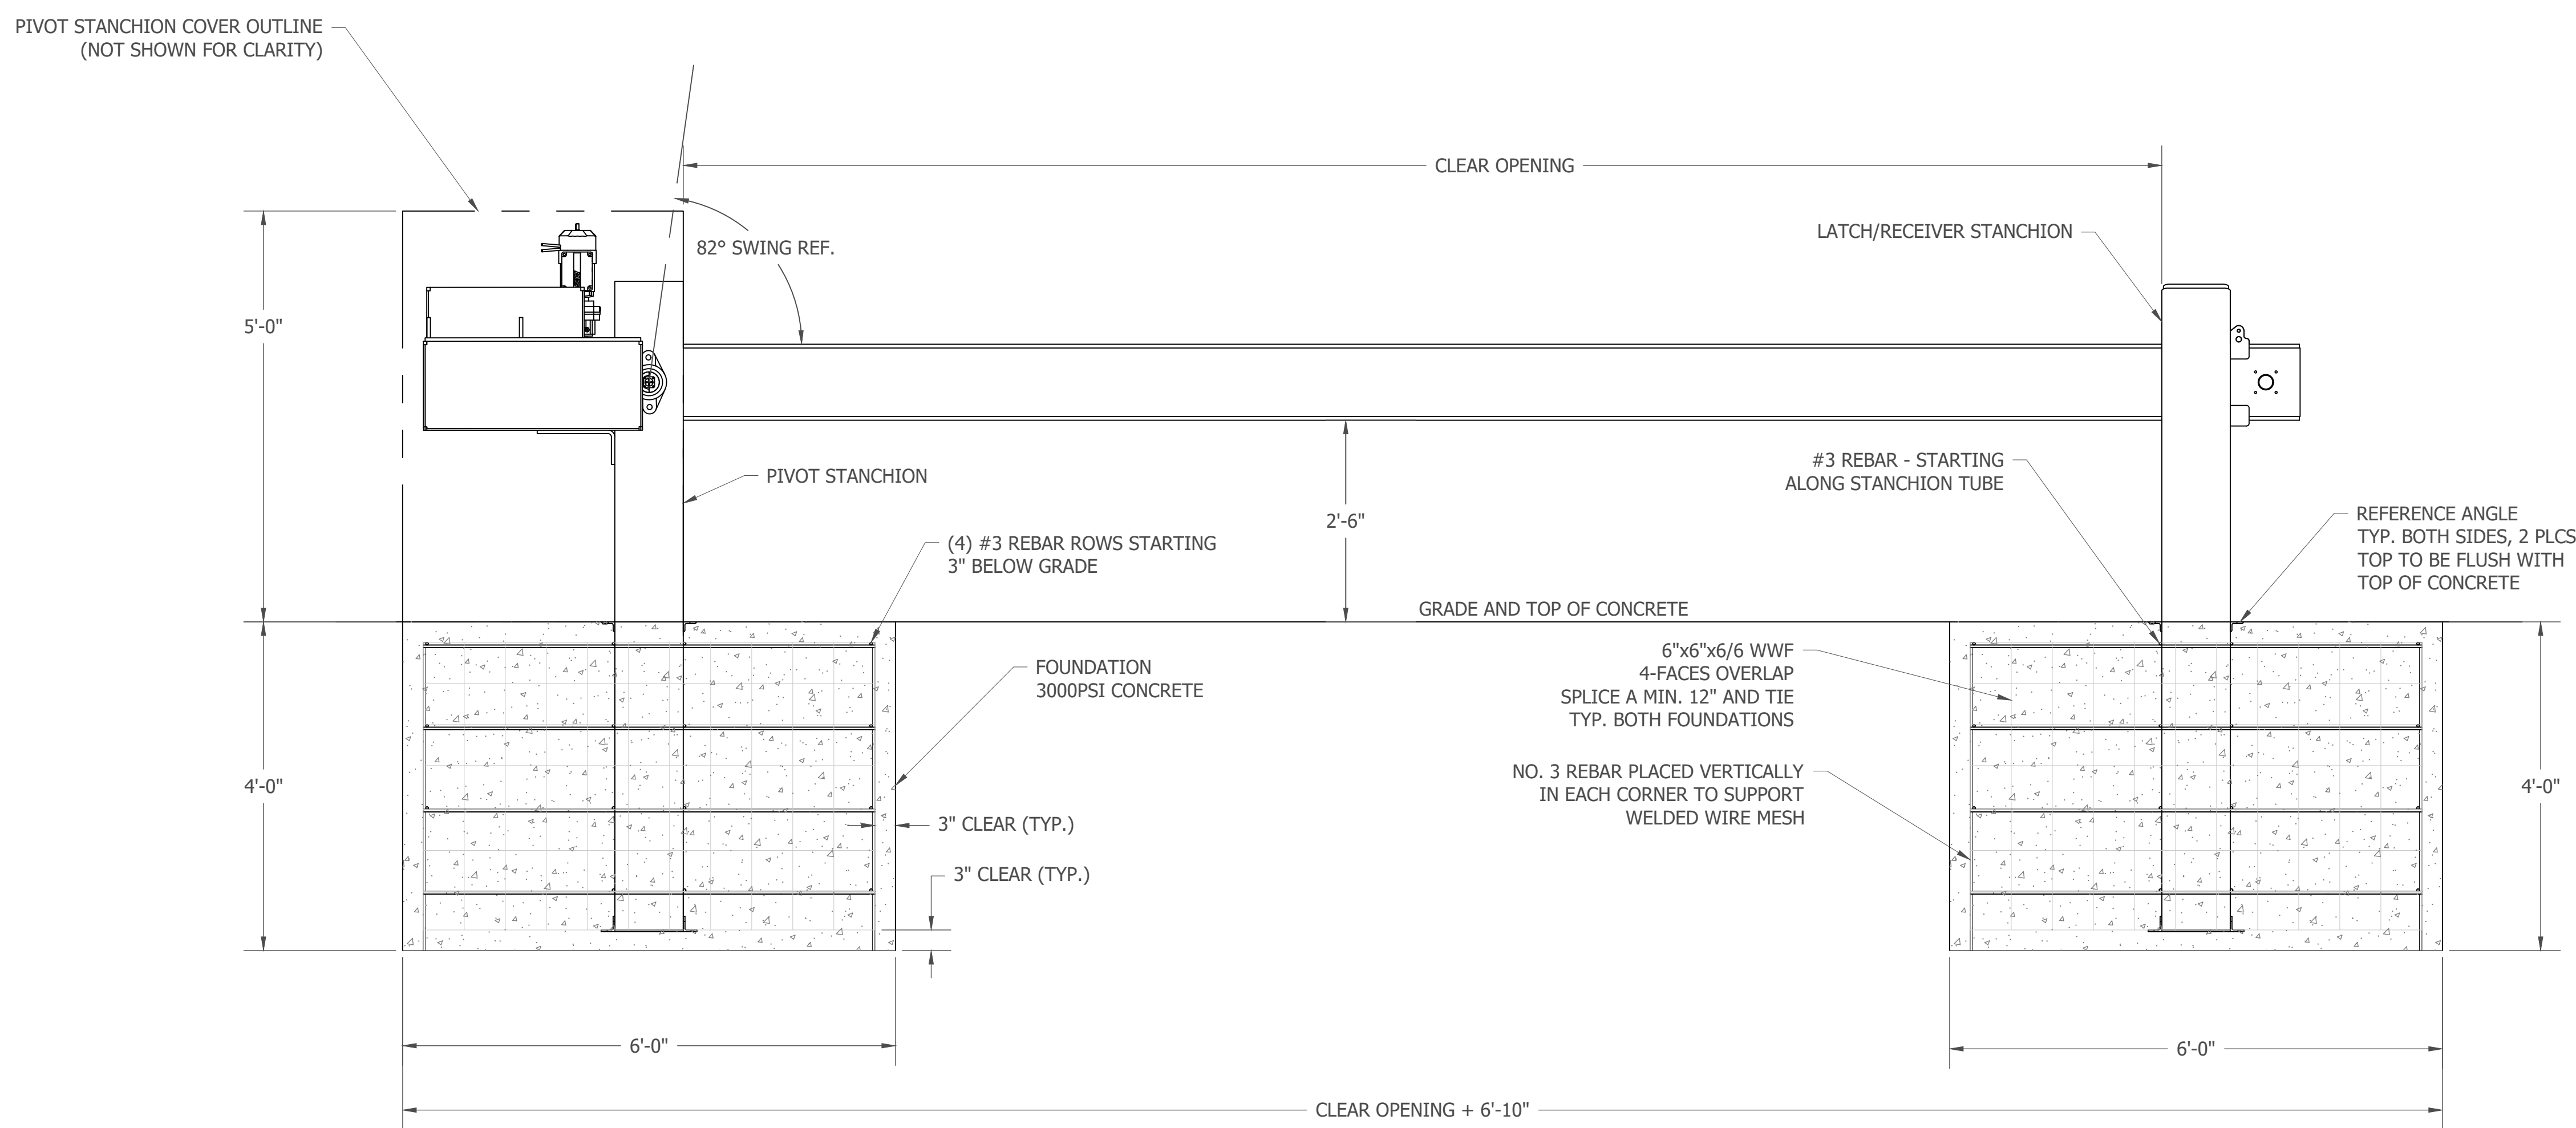 PIVOT STANCHION COVER OUTLINE
(NOT SHOWN FOR CLARITY)
CLEAR OPENING
82° SWING REF.
LATCH/RECEIVER STANCHION
5'-0"
PIVOT STANCHION
2'-6"
#3 REBAR - STARTING
ALONG STANCHION TUBE
REFERENCE ANGLE
TYP. BOTH SIDES, 2 PLCS
TOP TO BE FLUSH WITH
TOP OF CONCRETE
(4) #3 REBAR ROWS STARTING
3" BELOW GRADE
GRADE AND TOP OF CONCRETE
FOUNDATION
3000PSI CONCRETE
6"x6"x6/6 WWF
4-FACES OVERLAP
SPLICE A MIN. 12" AND TIE
TYP. BOTH FOUNDATIONS
4'-0"
NO. 3 REBAR PLACED VERTICALLY
IN EACH CORNER TO SUPPORT
WELDED WIRE MESH
4'-0"
3" CLEAR (TYP.)
3" CLEAR (TYP.)
6'-0"
6'-0"
CLEAR OPENING + 6'-10"